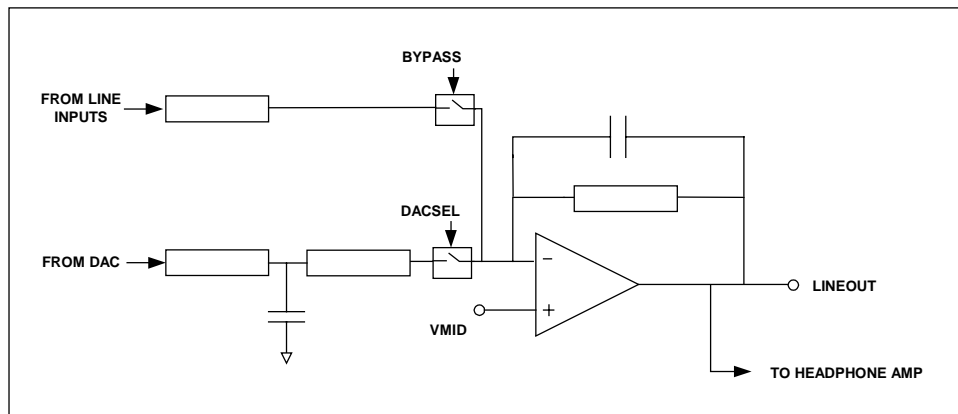 BYPASS
FROM LINE
INPUTS
DACSEL
FROM DAC
−
+
VMID
LINEOUT
TO HEADPHONE AMP